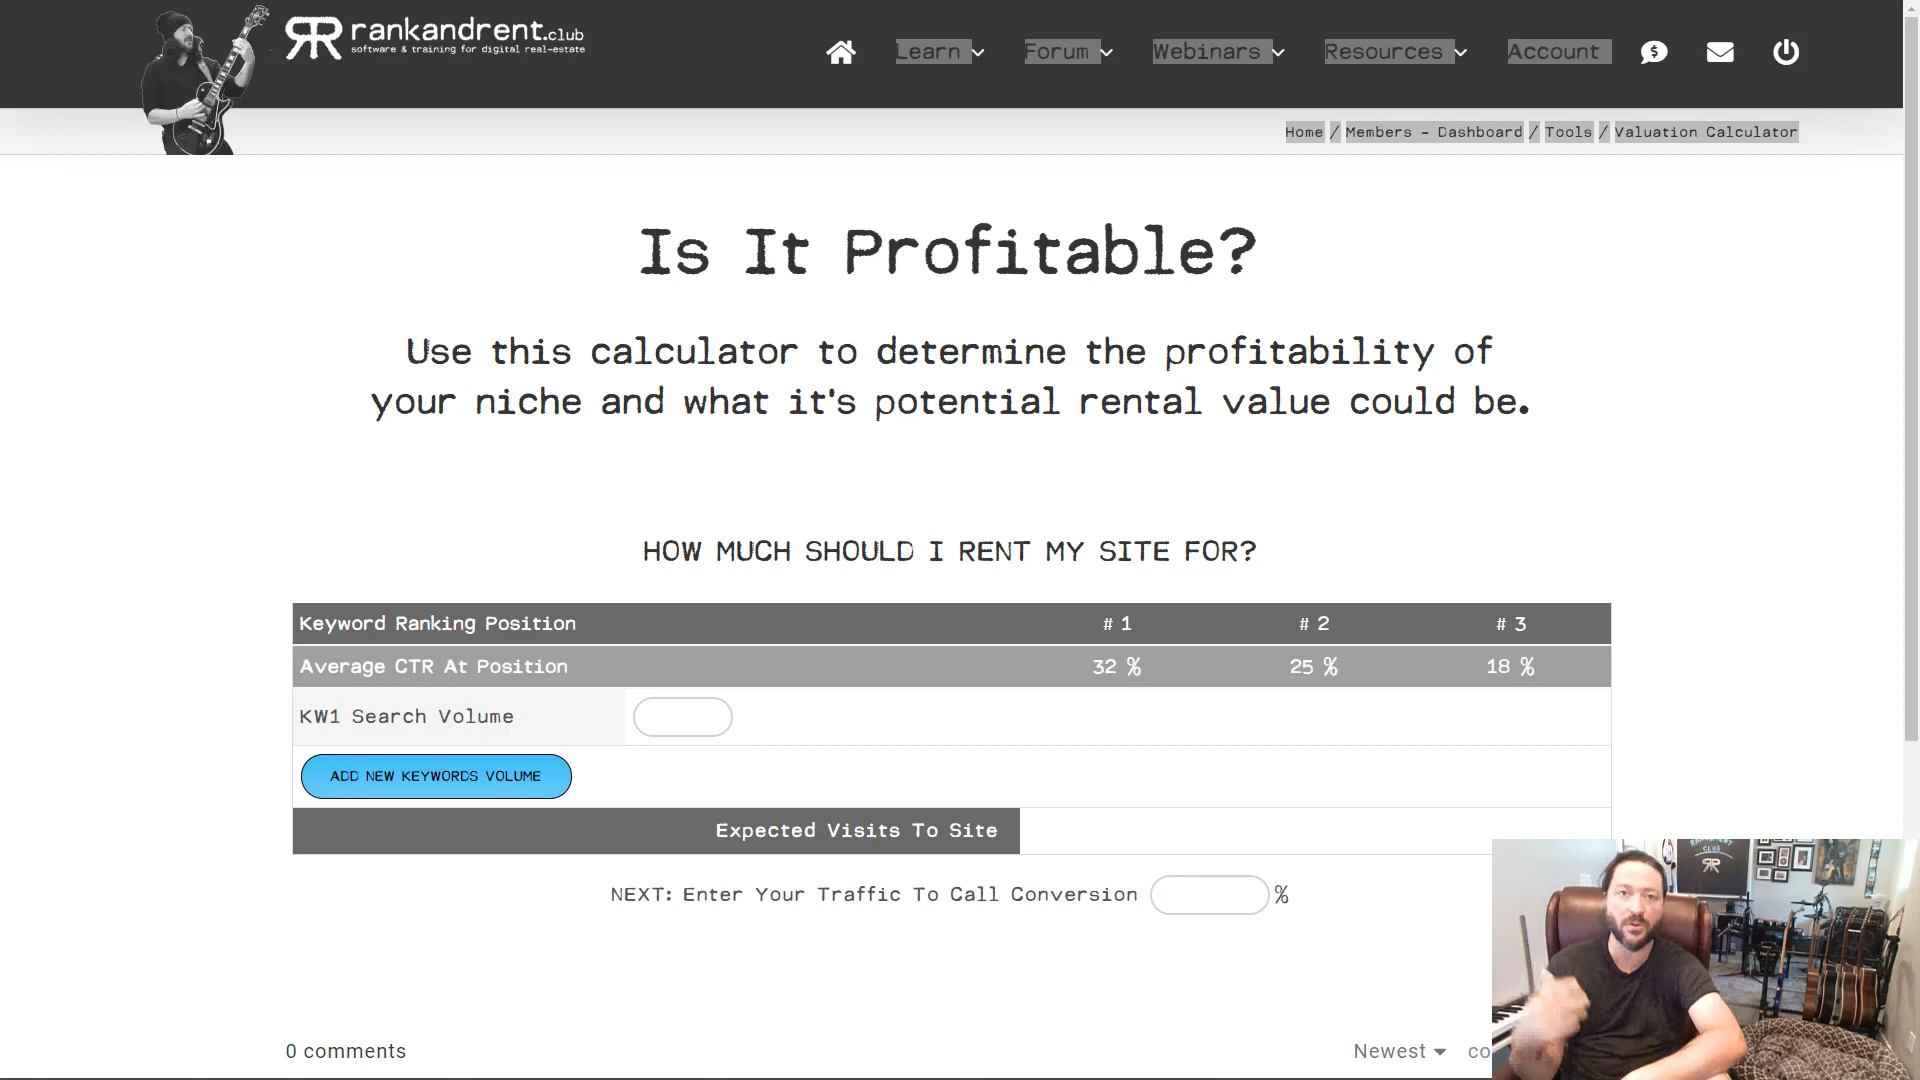 rankandrent.club
software & training for digital real-estate
Learn Forum Webinars Resources Account
Home / Members - Dashboard / Tools / Valuation Calculator
Is It Profitable?
Use this calculator to determine the profitability of
your niche and what it's potential rental value could be.
HOW MUCH SHOULD I RENT MY SITE FOR?
Keyword Ranking Position # 1 # 2 # 3
Average CTR At Position 32 % 25 % 18 %
KW1 Search Volume
ADD NEW KEYWORDS VOLUME
Expected Visits To Site
NEXT: Enter Your Traffic To Call Conversion %
CLUB
0 comments
Newest co